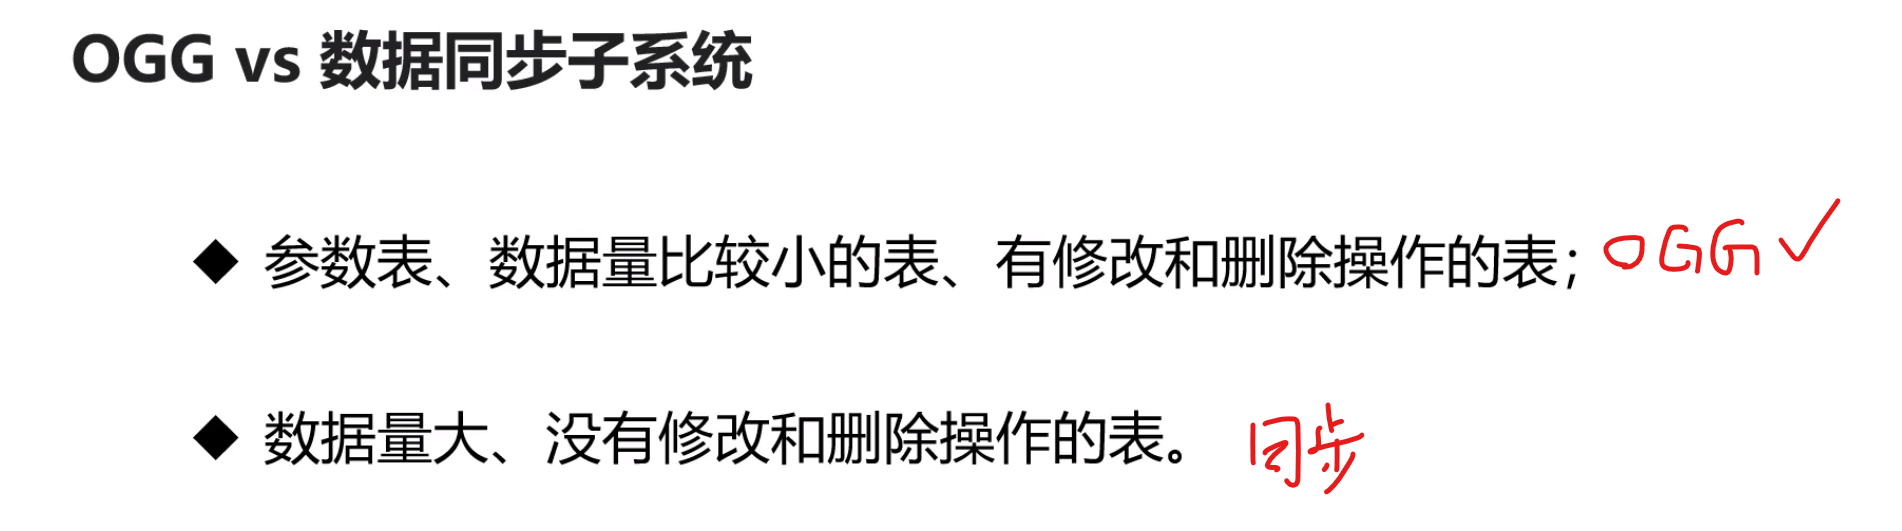 OGG vs 数据同步子系统
◆ 参数表、数据量比较小的表、有修改和删除操作的表; OGG ✓
◆ 数据量大、没有修改和删除操作的表。 同步